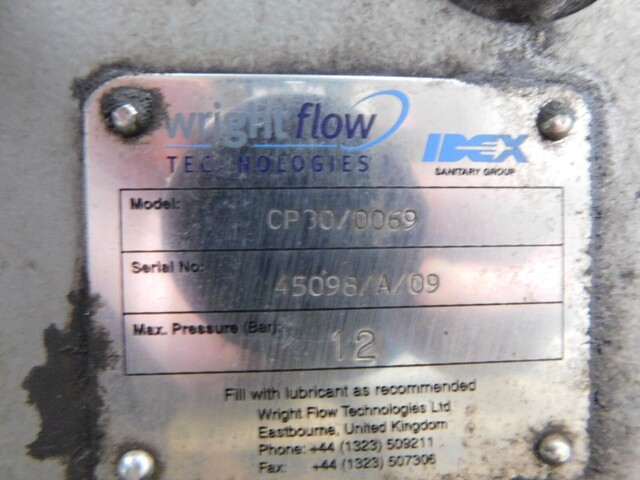 wright flow
TECHNOLOGIES
IDEX
SANITARY GROUP
Model: CP30/0069
Serial No: 45098/A/09
Max. Pressure (Bar): 12
Fill with lubricant as recommended
Wright Flow Technologies Ltd
Eastbourne, United Kingdom
Phone: +44 (1323) 509211
Fax: +44 (1323) 507306